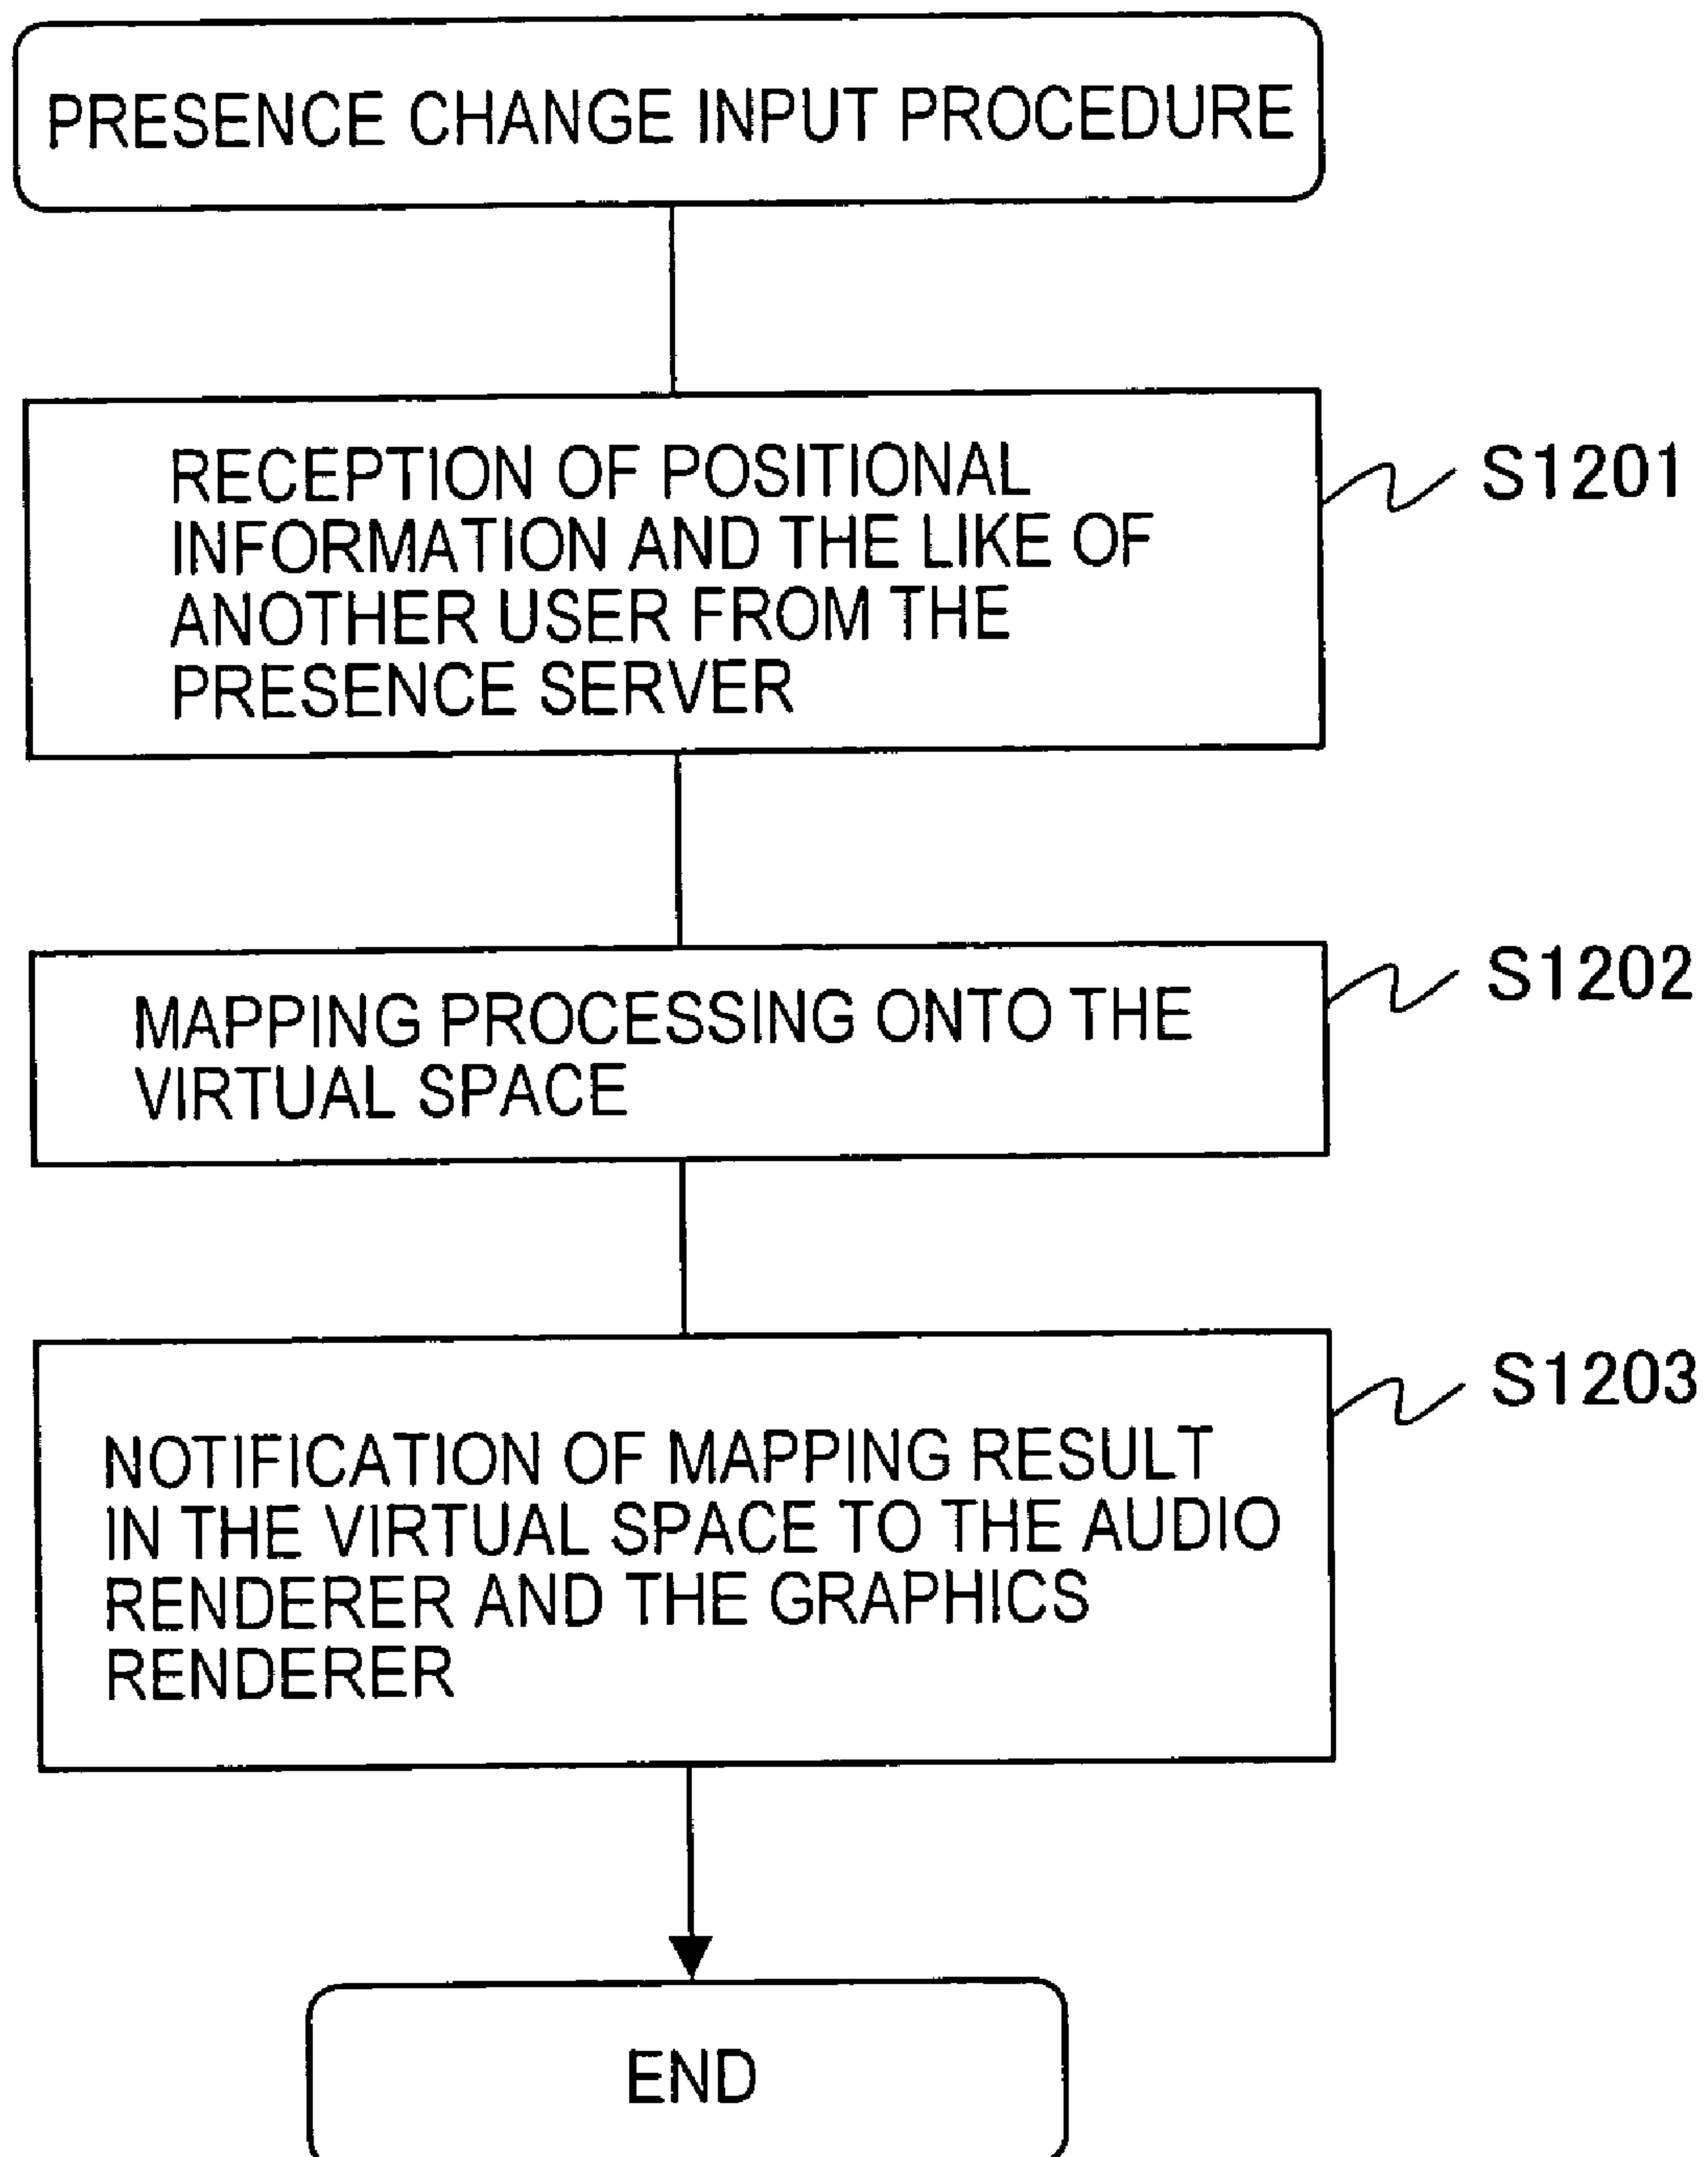 PRESENCE CHANGE INPUT PROCEDURE
RECEPTION OF POSITIONAL
INFORMATION AND THE LIKE OF
ANOTHER USER FROM THE
PRESENCE SERVER
S1201
MAPPING PROCESSING ONTO THE
VIRTUAL SPACE
S1202
NOTIFICATION OF MAPPING RESULT
IN THE VIRTUAL SPACE TO THE AUDIO
RENDERER AND THE GRAPHICS
RENDERER
S1203
END